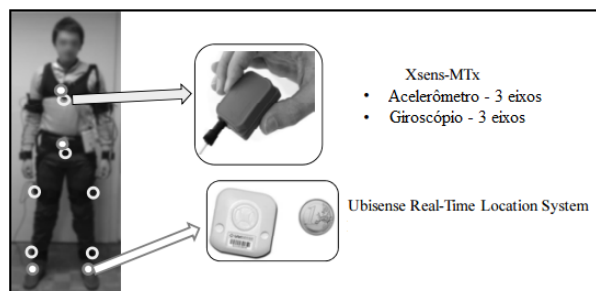 Xsens-MTx
• Acelerômetro - 3 eixos
• Giroscópio - 3 eixos
Ubisense Real-Time Location System